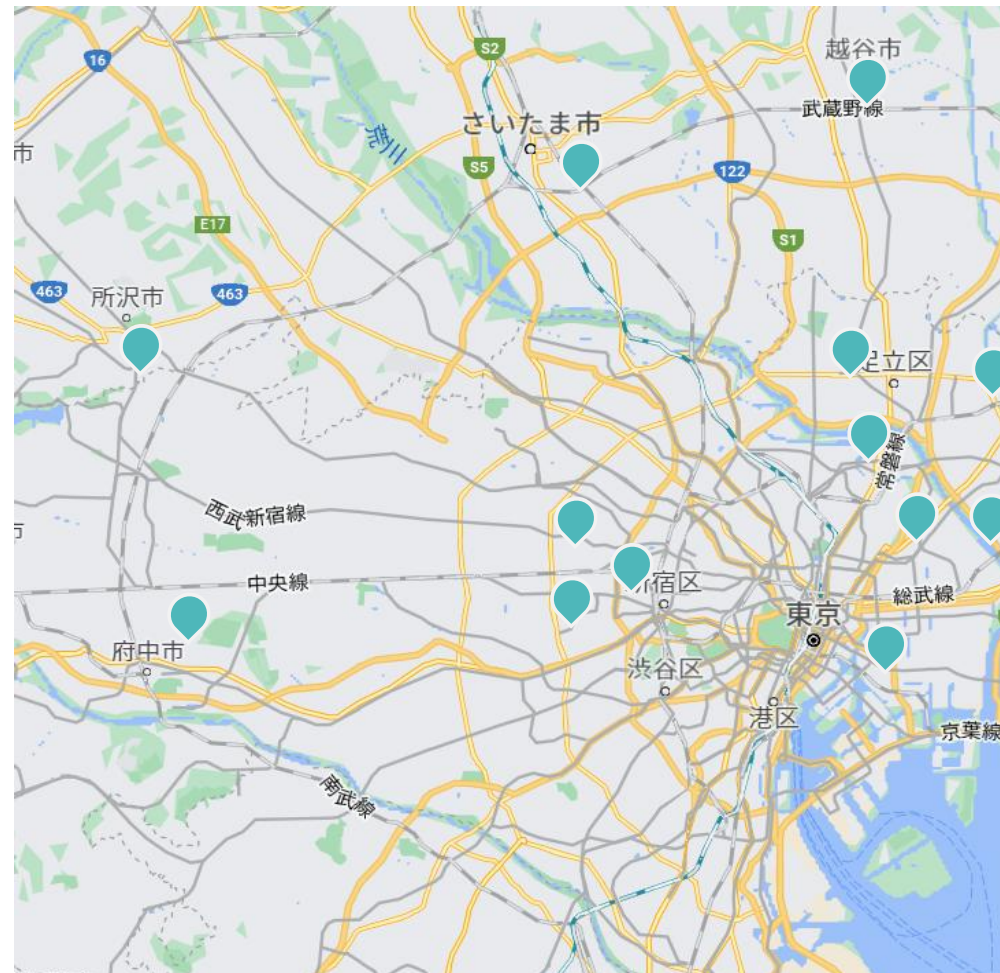 S2
越谷市
16
武蔵野線
さいたま市
荒川
市
S5
122
E17
S1
463
463
所沢市
足立区
常磐線
西武新宿線
中央線
総武線
新宿区
東京
府中市
渋谷区
港区
京葉線
南武線